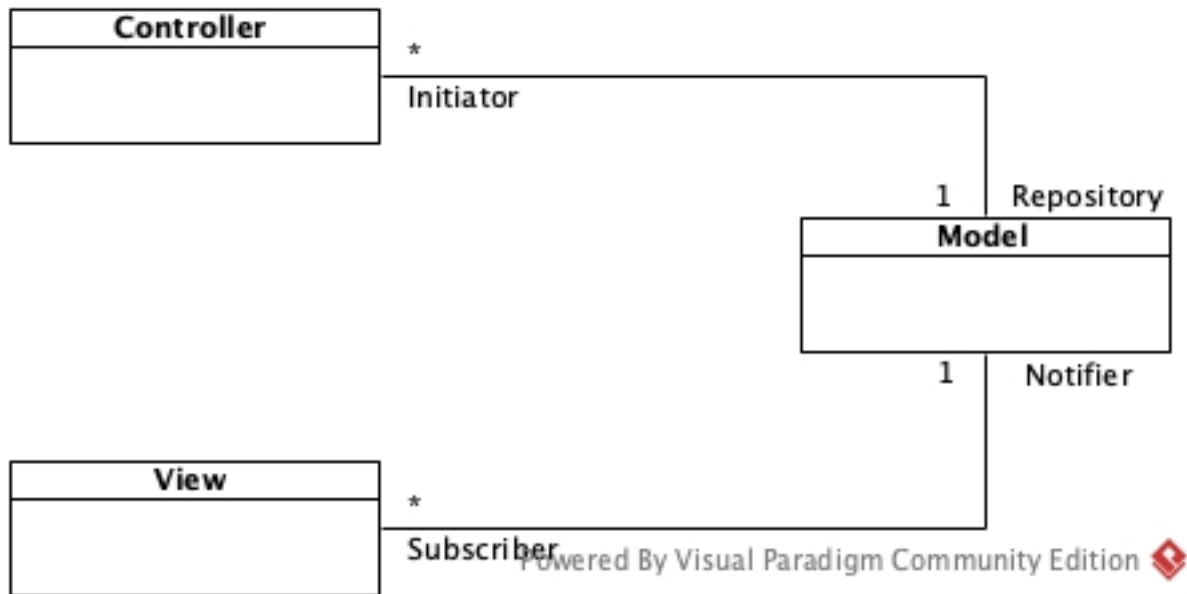 Controller
*
Initiator
1 Repository
Model
1 Notifier
View
*
Subscriber
Powered By Visual Paradigm Community Edition